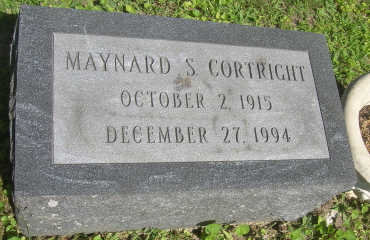 MAYNARD S CORTRIGHT
OCTOBER 2, 1915
DECEMBER 27, 1994